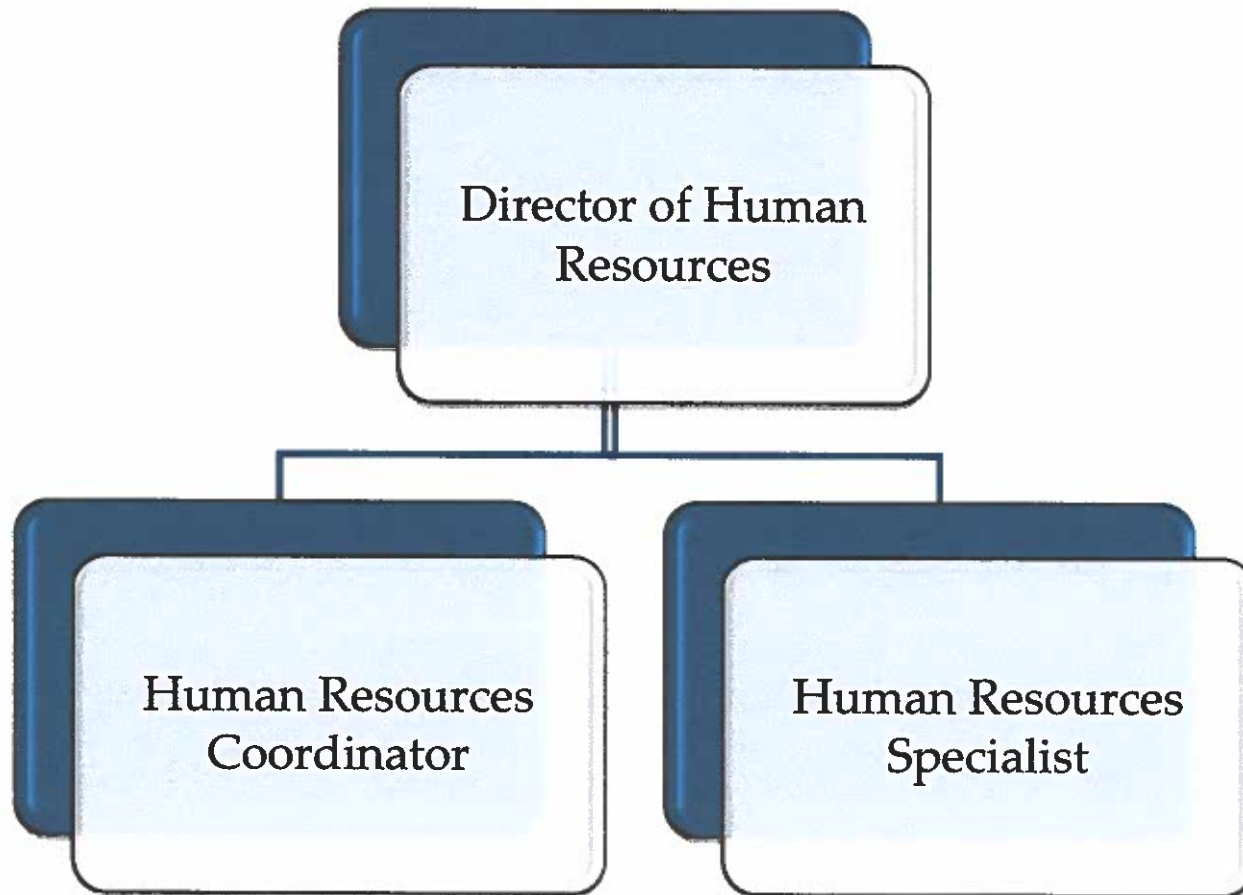 Director of Human
Resources
Human Resources
Coordinator
Human Resources
Specialist